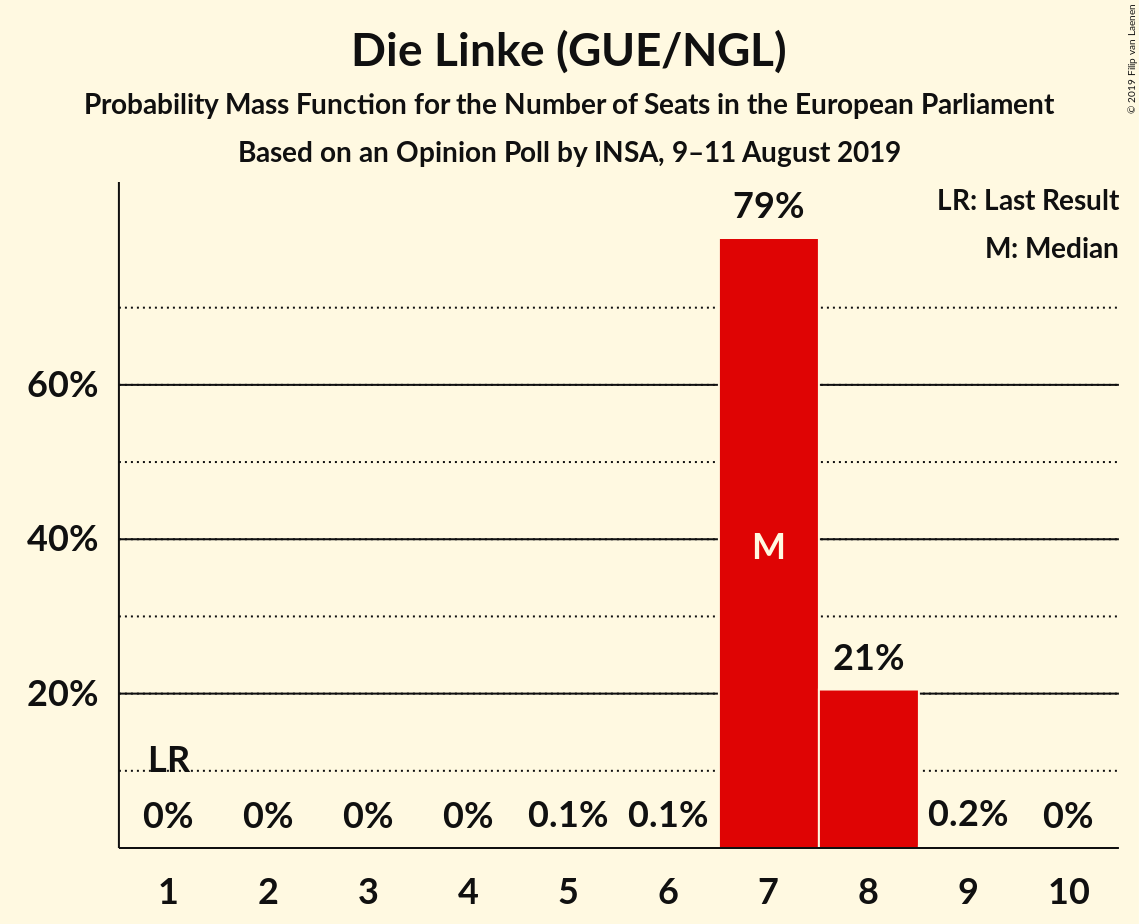 Die Linke (GUE/NGL)
Probability Mass Function for the Number of Seats in the European Parliament
Based on an Opinion Poll by INSA, 9–11 August 2019
© 2019 Filip van Laenen
LR: Last Result
M: Median
79%
60%
40%
M
21%
20%
LR
0% 0% 0% 0% 0.1% 0.1% 0.2% 0%
1 2 3 4 5 6 7 8 9 10